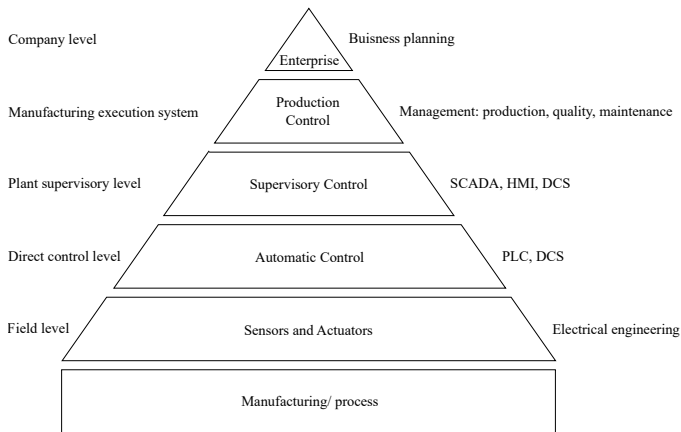 Company level
Enterprise
Buisness planning
Manufacturing execution system
Production
Control
Management: production, quality, maintenance
Plant supervisory level
Supervisory Control
SCADA, HMI, DCS
Direct control level
Automatic Control
PLC, DCS
Field level
Sensors and Actuators
Electrical engineering
Manufacturing/ process